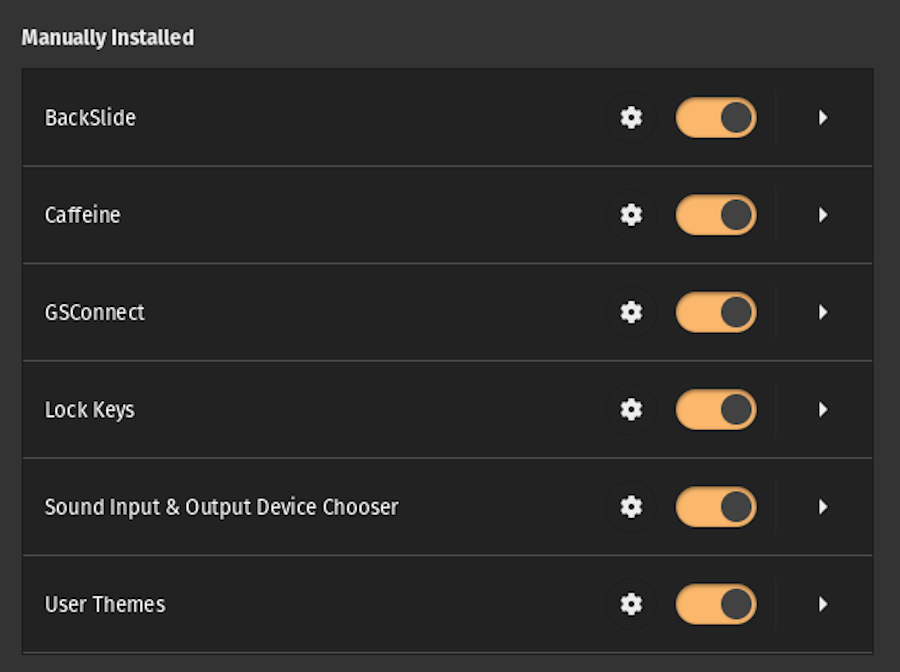 Manually Installed
BackSlide
Caffeine
GSConnect
Lock Keys
Sound Input & Output Device Chooser
User Themes